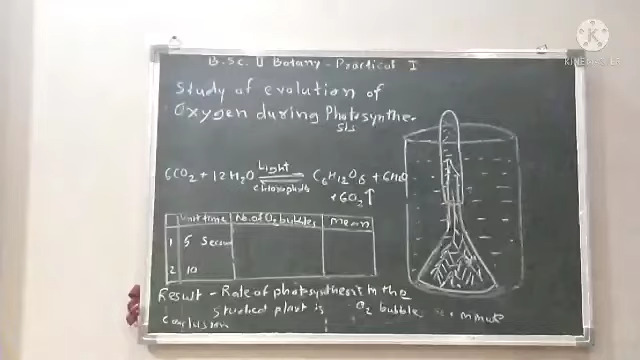 B.Sc. II Botany - Practical I
KINEMASTER
Study of evolution of
Oxygen during Photosynthe-
sis
6CO2 + 12H2O Light C6H12O6 + 6H2O
chlorophyll +6O2↑
Unit time No. of O2 bubbles Mean
1 5 Second
2 10
Result - Rate of photosynthesis in the
studied plant is O2 bubbles minute
Conclusion